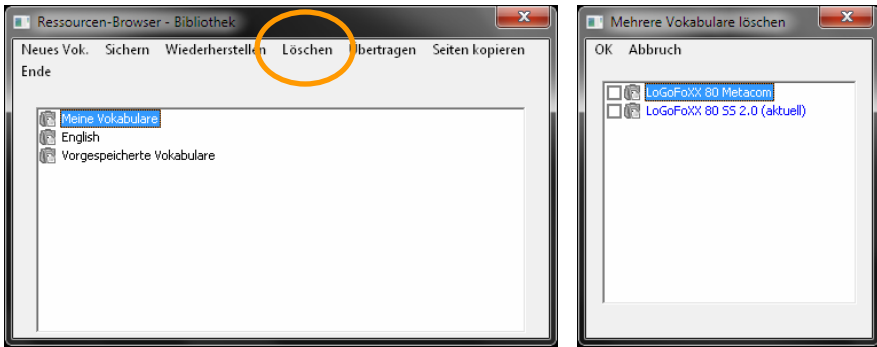 Ressourcen-Browser - Bibliothek
Neues Vok. Sichern Wiederherstellen Löschen Übertragen Seiten kopieren
Ende
Meine Vokabulare
English
Vorgespeicherte Vokabulare
Mehrere Vokabulare löschen
OK Abbruch
LoGoFoXX 80 Metacom
LoGoFoXX 80 SS 2.0 (aktuell)